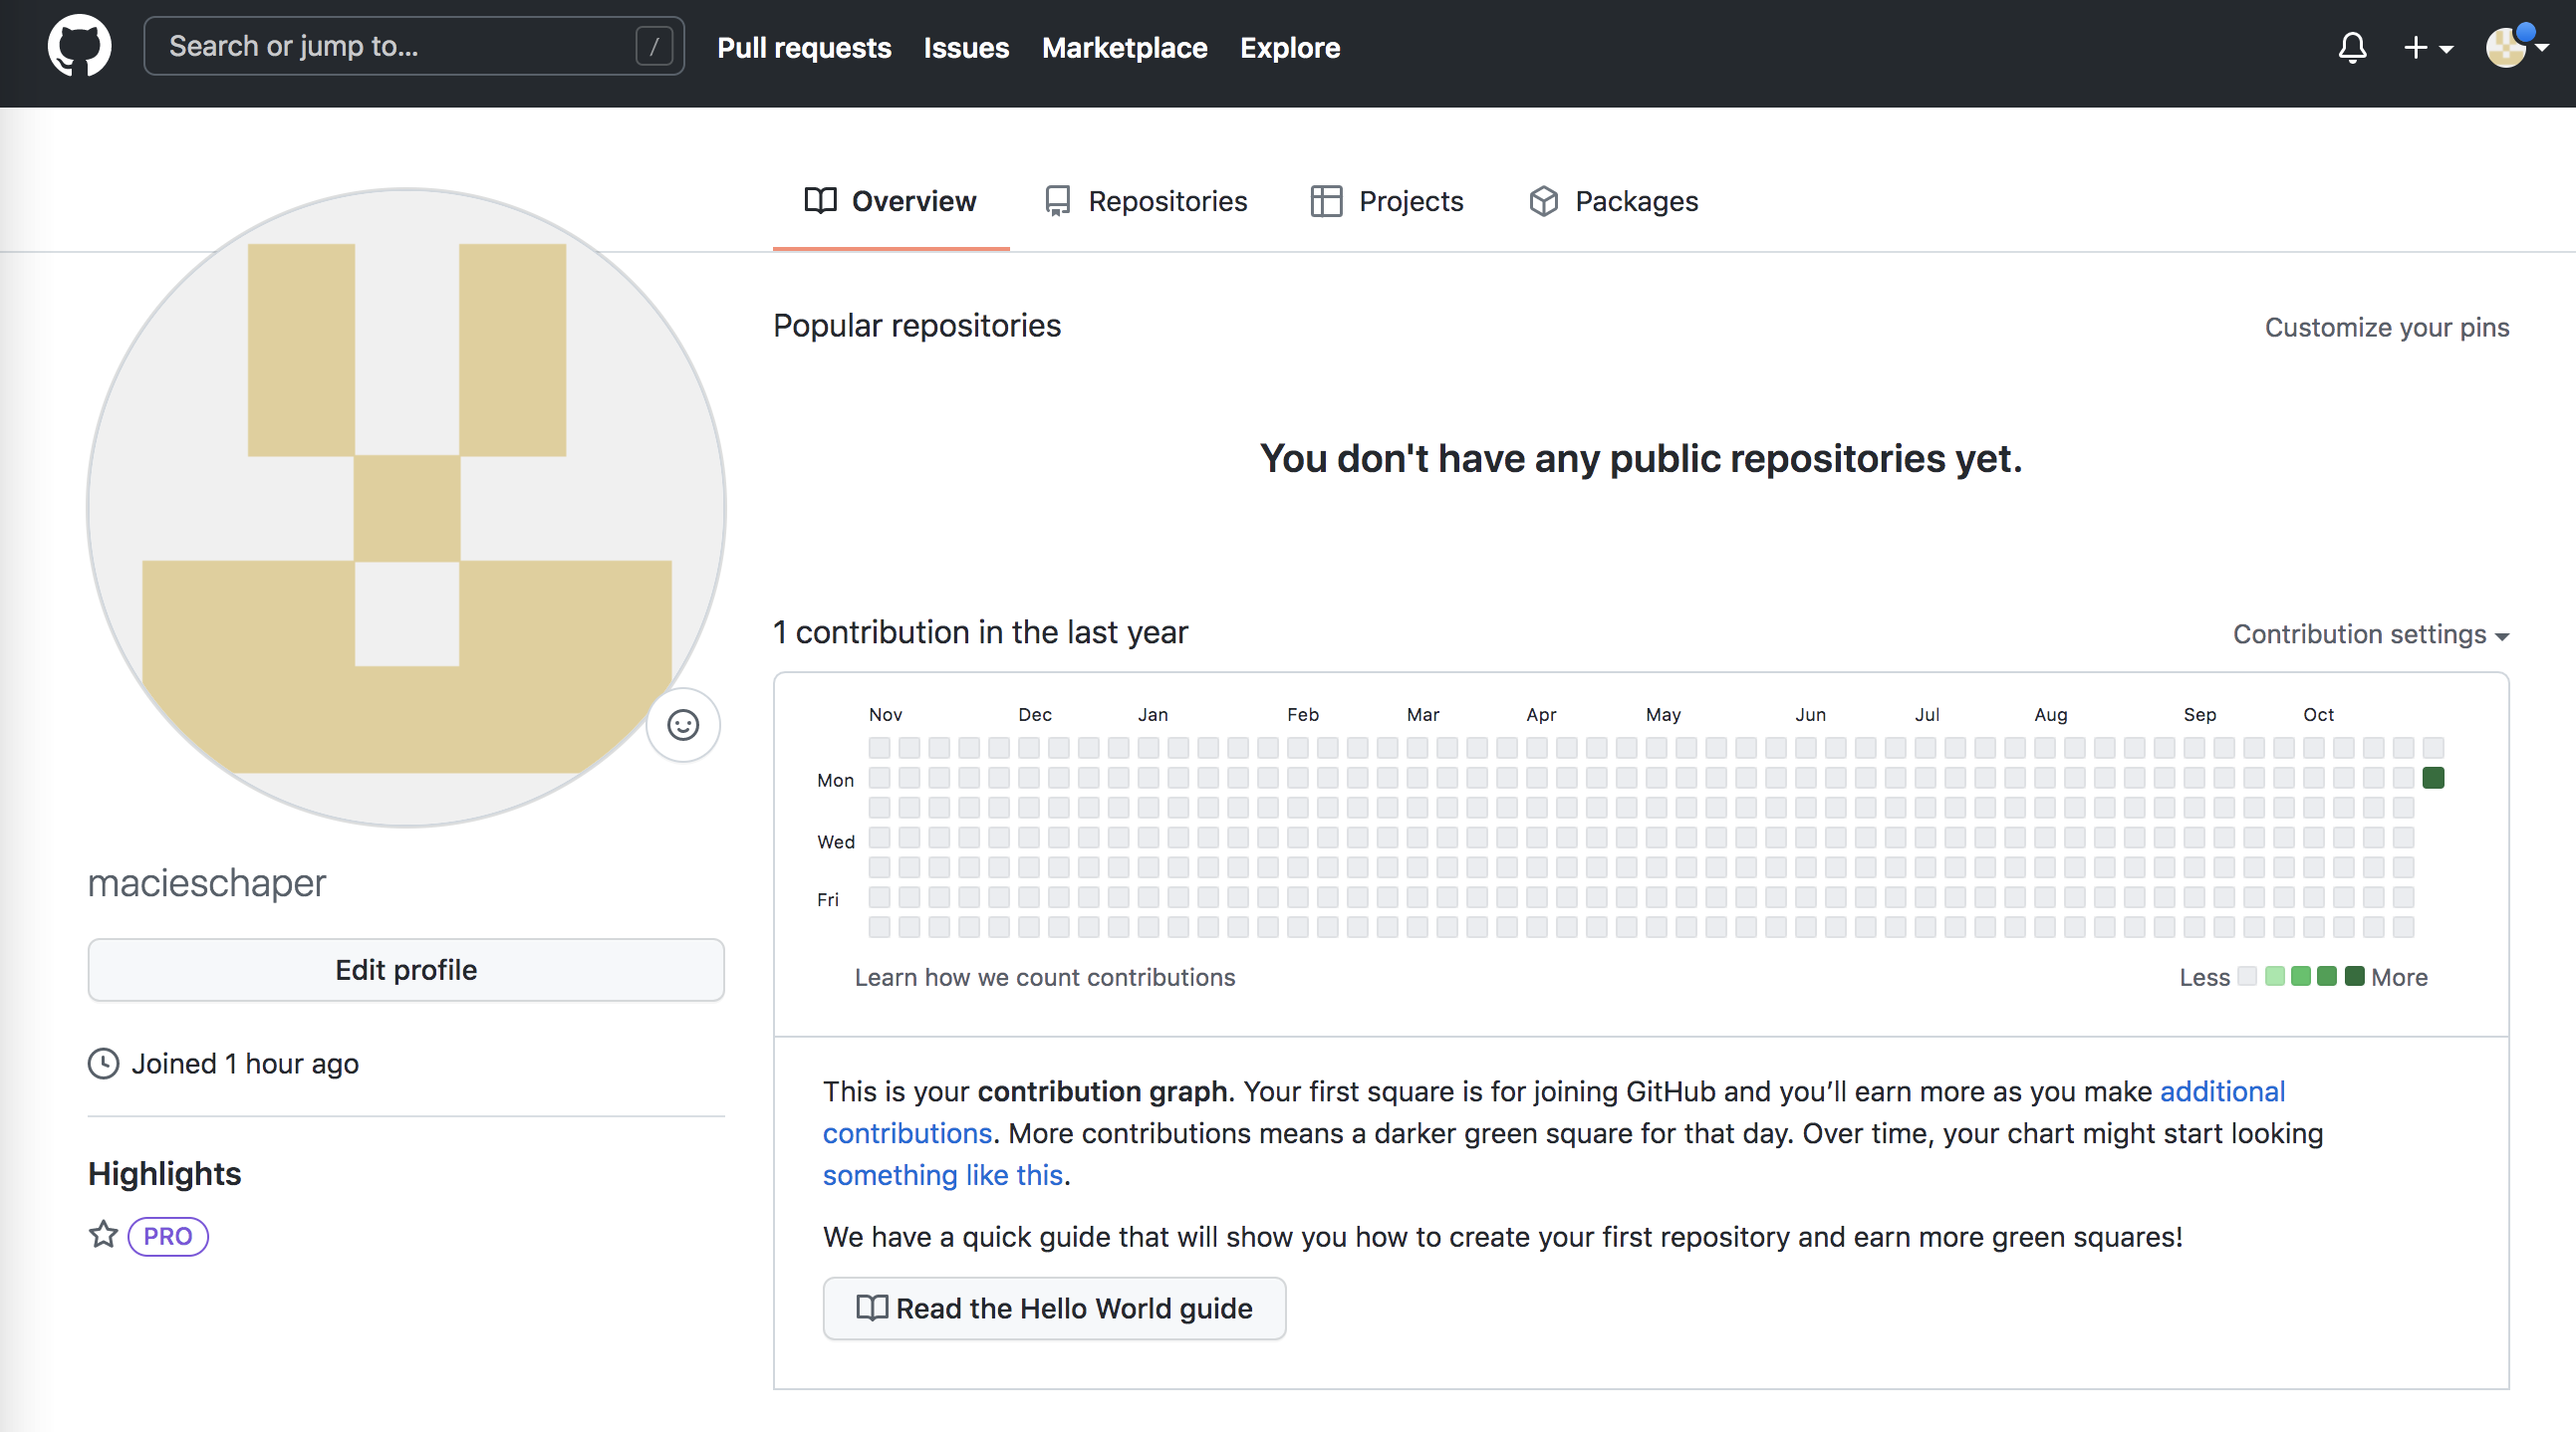 Search or jump to...
/
Pull requests
Issues
Marketplace
Explore
Overview
Repositories
Projects
Packages
Popular repositories
Customize your pins
You don't have any public repositories yet.
1 contribution in the last year
Contribution settings
Nov Dec Jan Feb Mar Apr May Jun Jul Aug Sep Oct
Mon
Wed
Fri
Learn how we count contributions
Less
More
macieschaper
Edit profile
Joined 1 hour ago
Highlights
PRO
This is your contribution graph. Your first square is for joining GitHub and you’ll earn more as you make additional
contributions. More contributions means a darker green square for that day. Over time, your chart might start looking
something like this.
We have a quick guide that will show you how to create your first repository and earn more green squares!
Read the Hello World guide